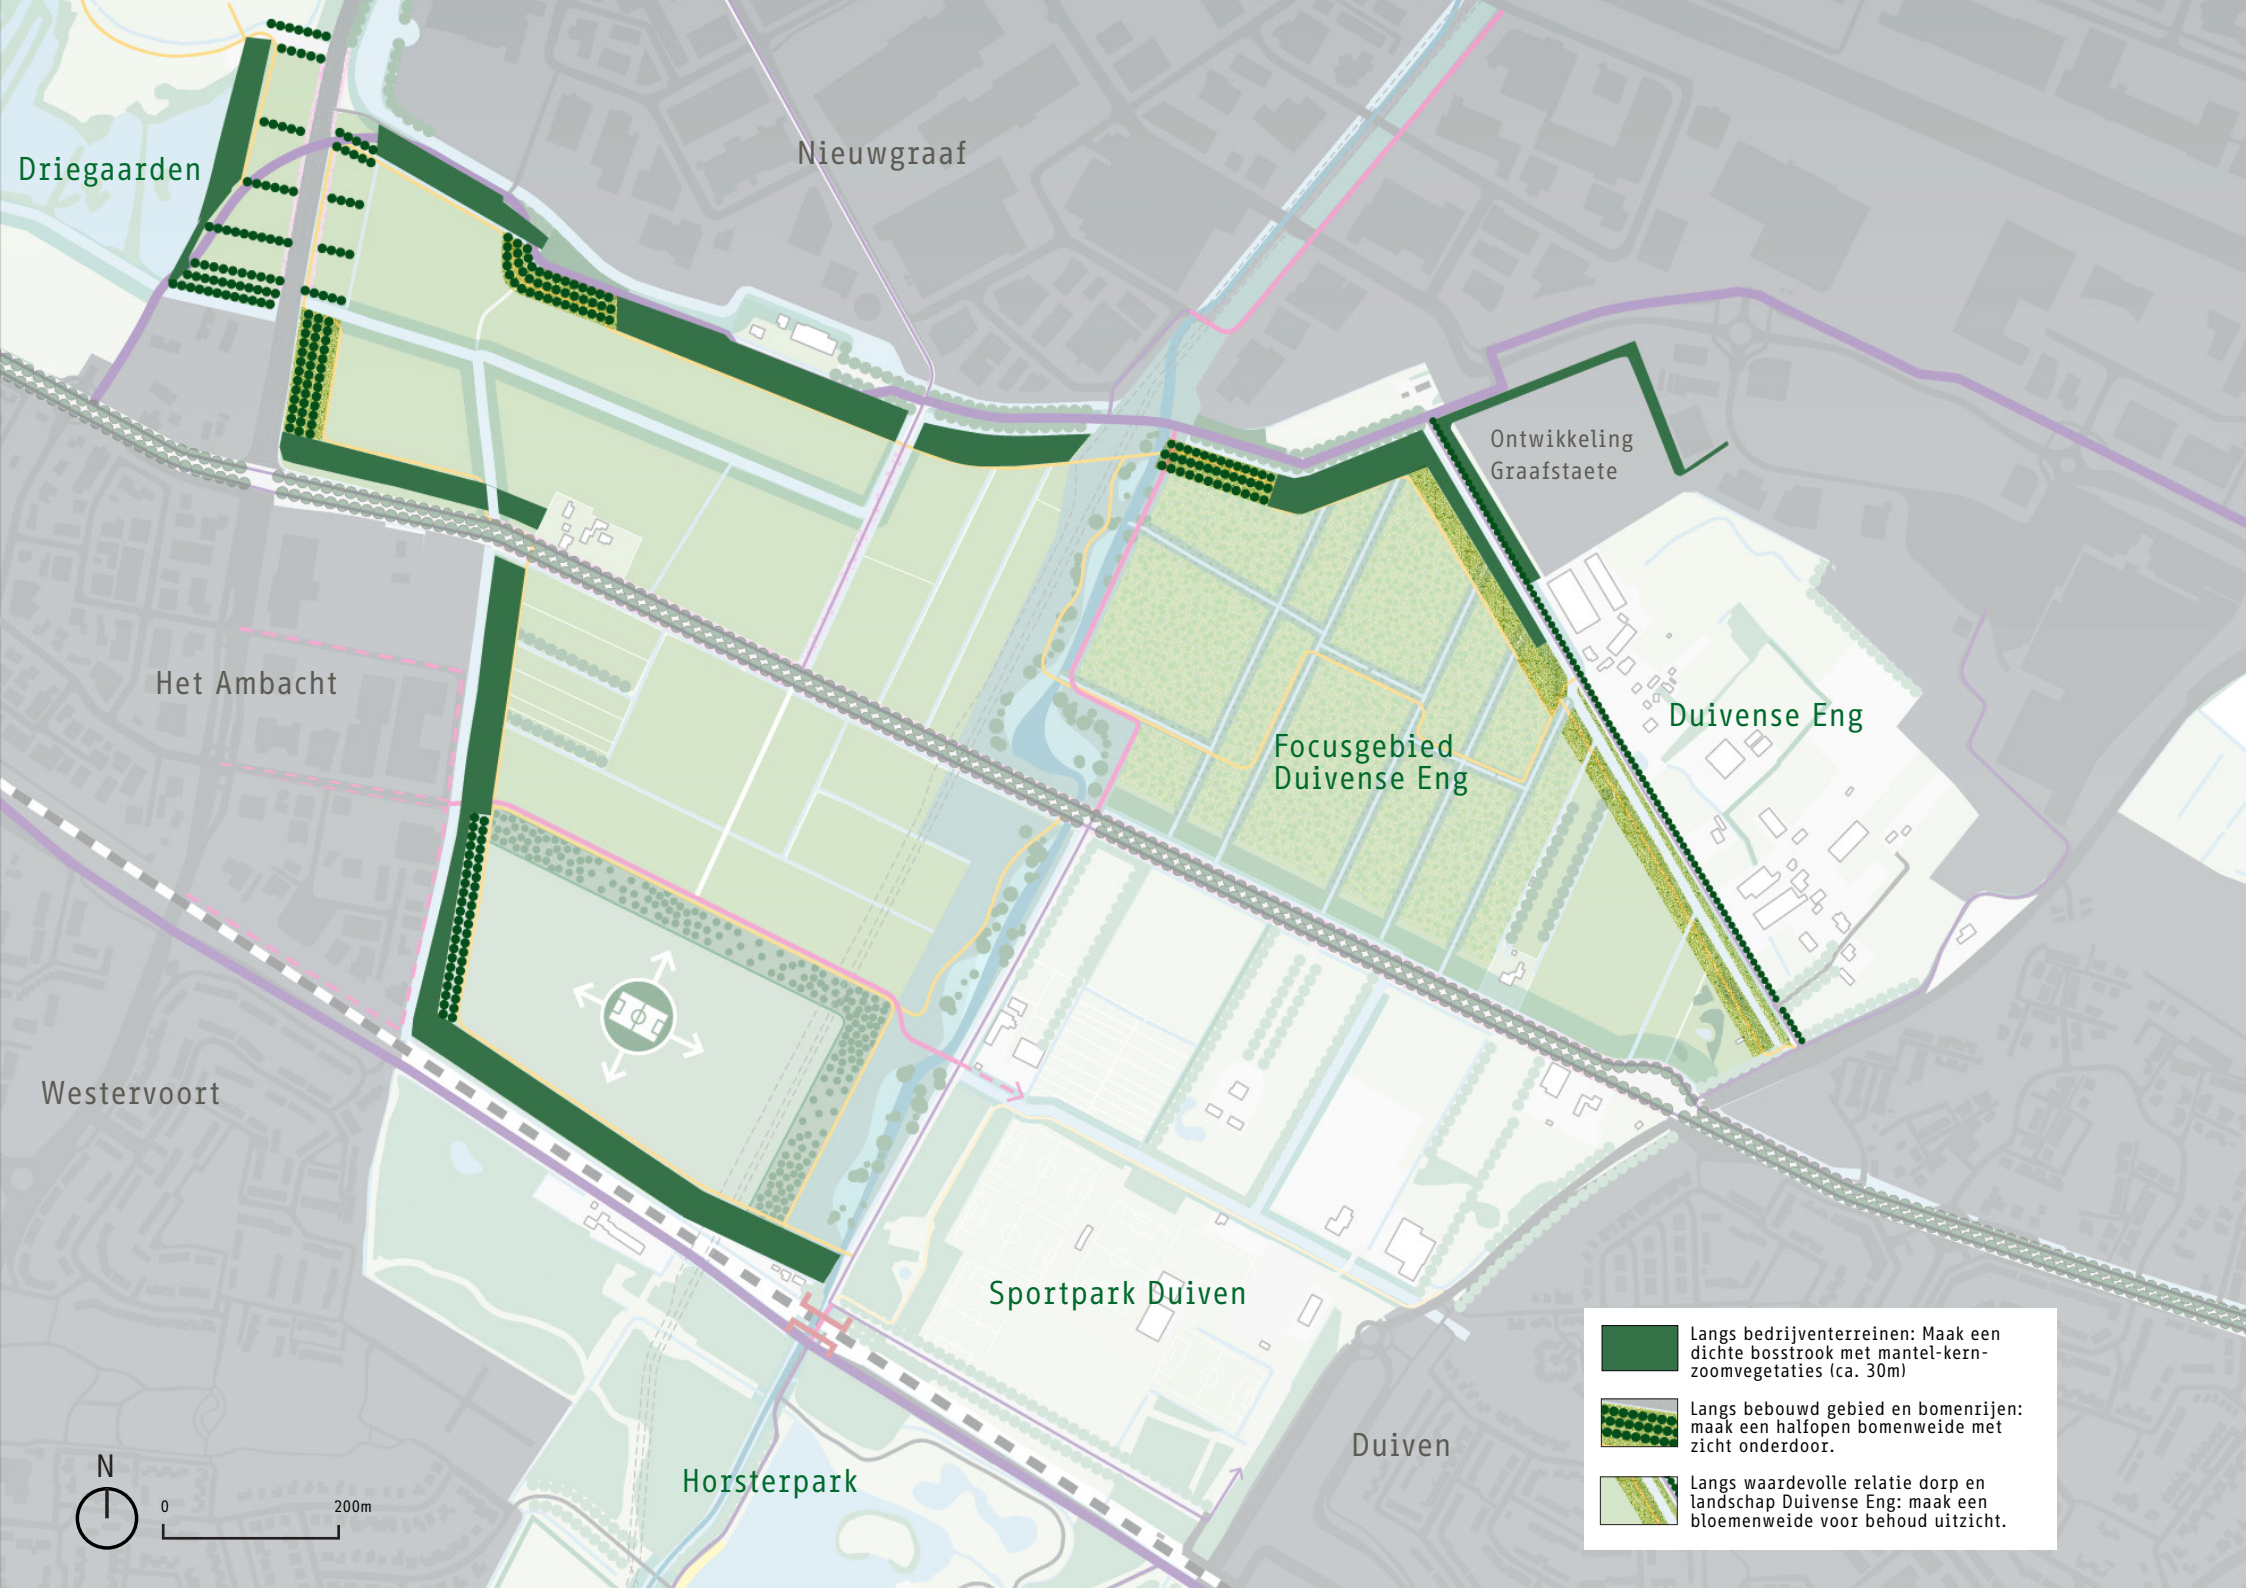 Nieuwgraaf
Driegaarden
Ontwikkeling
Graafstaete
Het Ambacht
Duivense Eng
Focusgebied
Duivense Eng
Westervoort
Sportpark Duiven
Duiven
Horsterpark
N
0
200m
Langs bedrijventerreinen: Maak een
dichte bosstrook met mantel-kern-
zoomvegetaties (ca. 30m)
Langs bebouwd gebied en bomenrijen:
maak een halfopen bomenweide met
zicht onderdoor.
Langs waardevolle relatie dorp en
landschap Duivense Eng: maak een
bloemenweide voor behoud uitzicht.